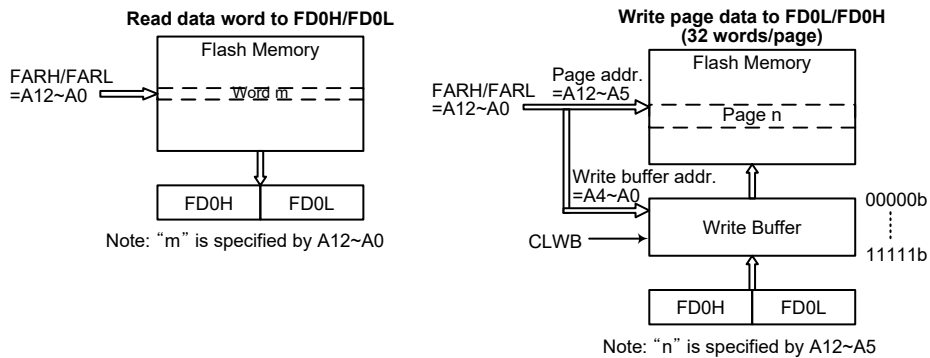 Read data word to FD0H/FD0L
Flash Memory
FARH/FARL
=A12~A0
Word m
FD0H
FD0L
Note: “m” is specified by A12~A0
Write page data to FD0L/FD0H
(32 words/page)
Flash Memory
Page addr.
=A12~A5
FARH/FARL
=A12~A0
Page n
Write buffer addr.
=A4~A0
00000b
Write Buffer
CLWB
11111b
FD0H
FD0L
Note: “n” is specified by A12~A5